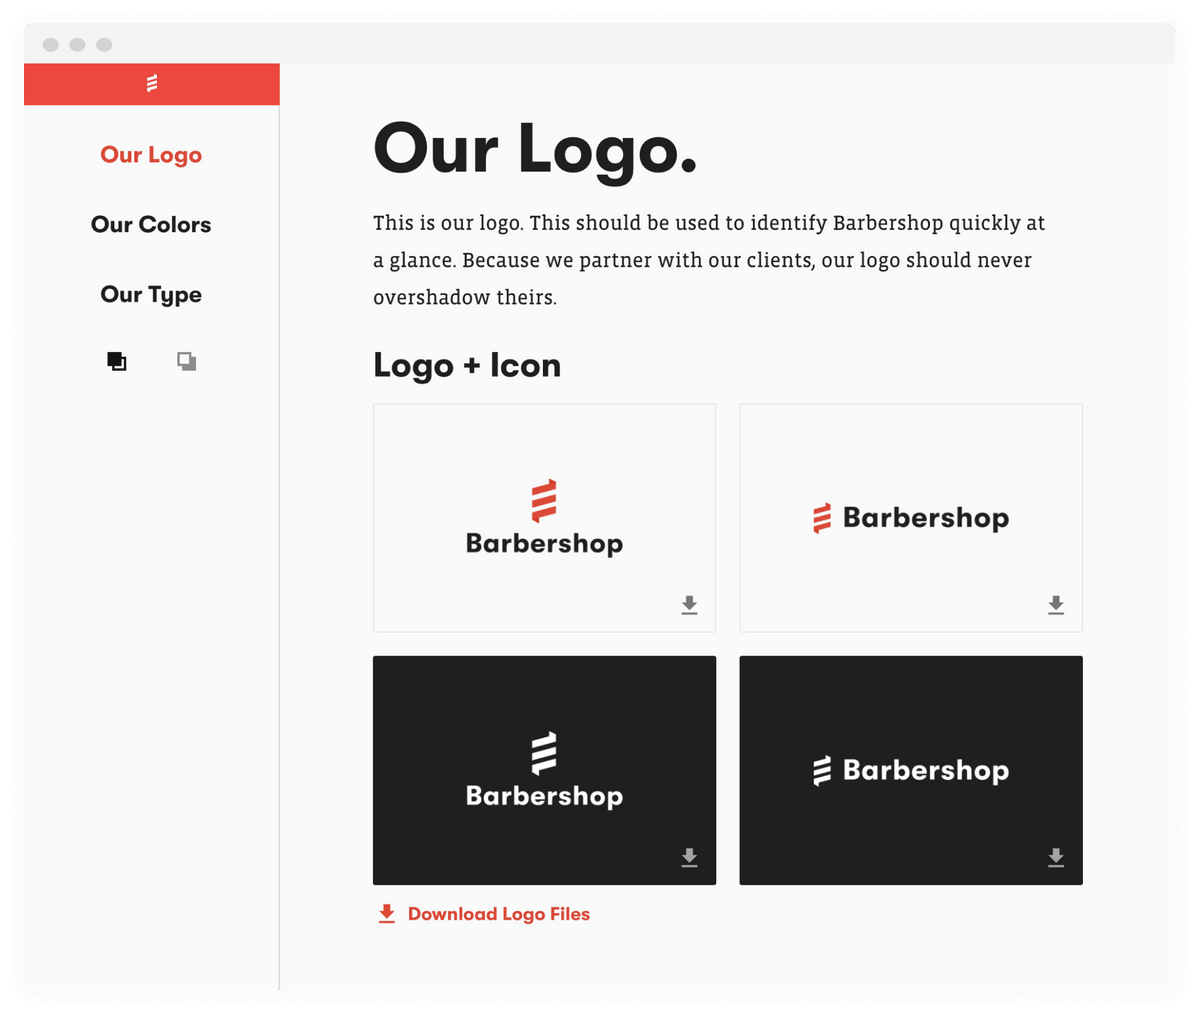 Our Logo
Our Colors
Our Type
Our Logo.
This is our logo. This should be used to identify Barbershop quickly at
a glance. Because we partner with our clients, our logo should never
overshadow theirs.
Logo + Icon
Barbershop
Barbershop
Barbershop
Barbershop
Download Logo Files